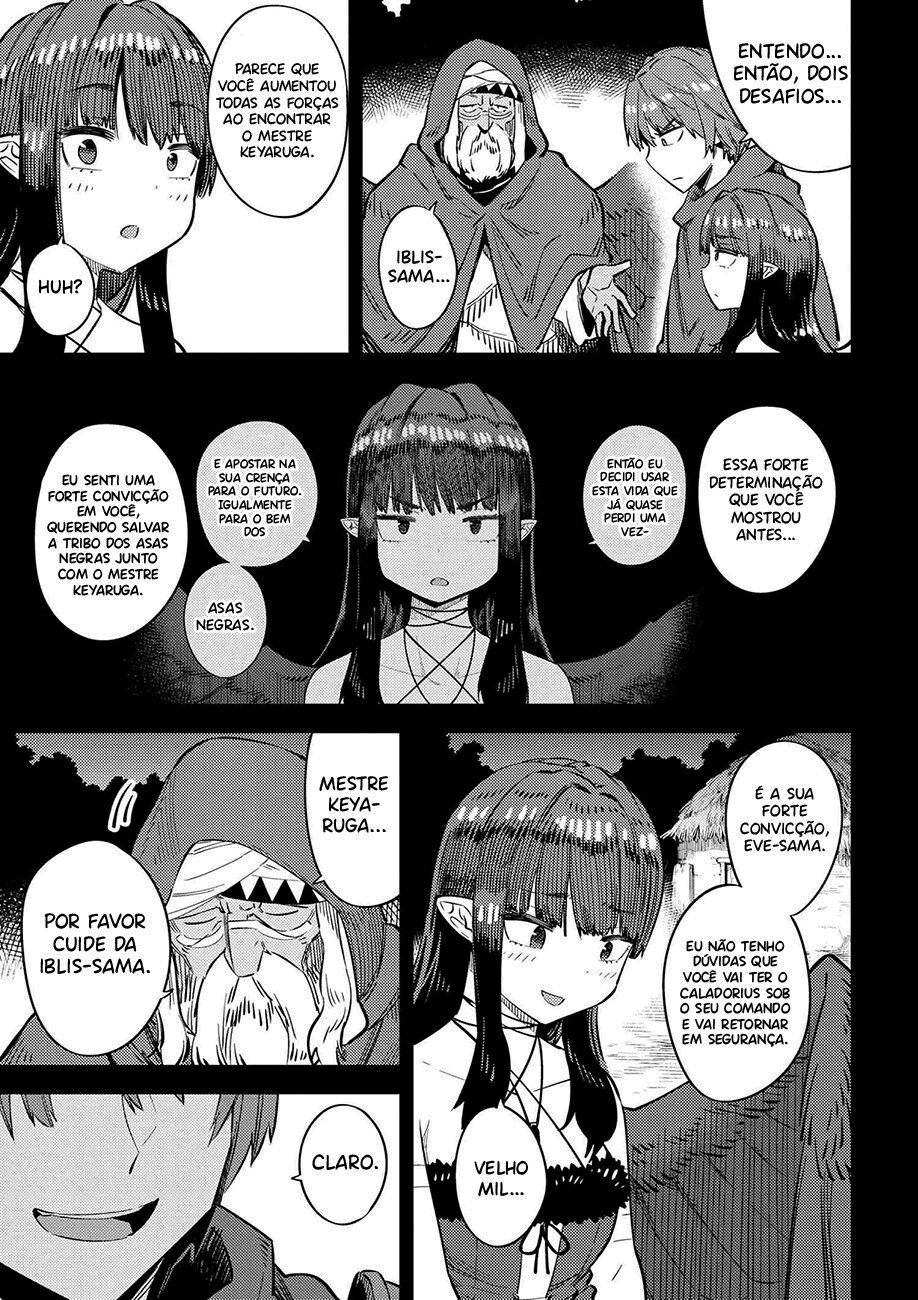 ENTENDO...
ENTÃO, DOIS
DESAFIOS...
IBLIS-
SAMA...
PARECE QUE
VOCÊ AUMENTOU
TODAS AS FORÇAS
AO ENCONTRAR
O MESTRE
KEYARUGA.
HUH?
ESSA FORTE
DETERMINAÇÃO
QUE VOCÊ
MOSTROU
ANTES...
ENTÃO EU
DECIDI USAR
ESTA VIDA QUE
JÁ QUASE
PERDI UMA
VEZ-
E APOSTAR NA
SUA CRENÇA
PARA O FUTURO.
IGUALMENTE
PARA O BEM
DOS
ASAS
NEGRAS.
EU SENTI UMA
FORTE CONVICÇÃO
EM VOCÊ,
QUERENDO SALVAR
A TRIBO DOS ASAS
NEGRAS JUNTO
COM O MESTRE
KEYARUGA.
É A SUA
FORTE
CONVICÇÃO,
EVE-SAMA.
EU NÃO TENHO
DÚVIDAS QUE
VOCÊ VAI TER O
CALADORIUS SOB
O SEU COMANDO
E VAI RETORNAR
EM SEGURANÇA.
VELHO
MIL...
MESTRE
KEYA-
RUGA...
POR FAVOR
CUIDE DA
IBLIS-SAMA.
CLARO.